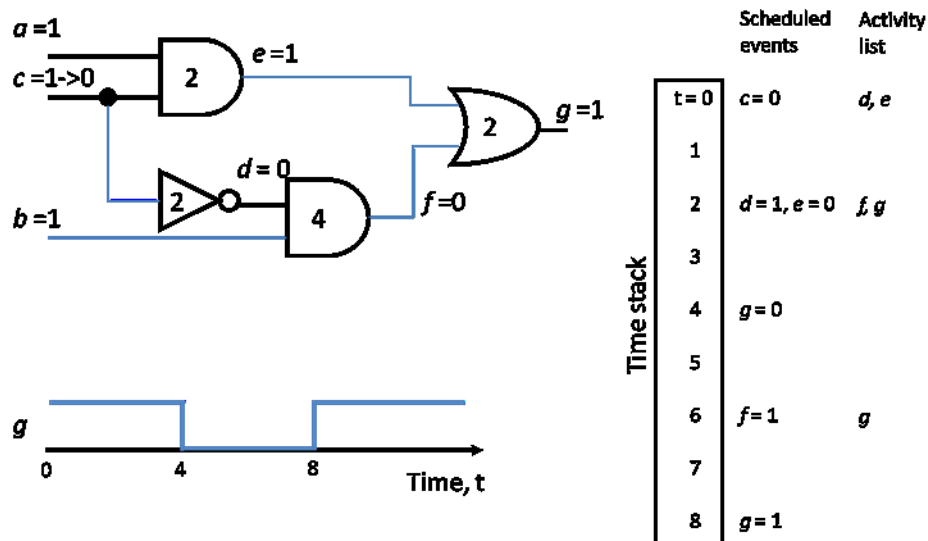 a=1
c =1->0
2
e =1
g=1
2
d= 0
2
4
f=0
b =1
g
0
4
8
Time, t
Scheduled events
Activity list
Time stack
t= 0 c= 0 d, e
1
2 d= 1, e= 0 f, g
3
4 g= 0
5
6 f= 1 g
7
8 g= 1